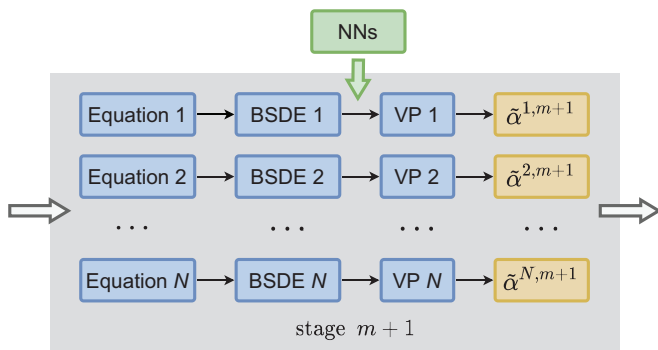 NNs
Equation 1 BSDE 1 VP 1 α̃^{1,m+1}
Equation 2 BSDE 2 VP 2 α̃^{2,m+1}
... ... ... ...
Equation N BSDE N VP N α̃^{N,m+1}
stage m + 1